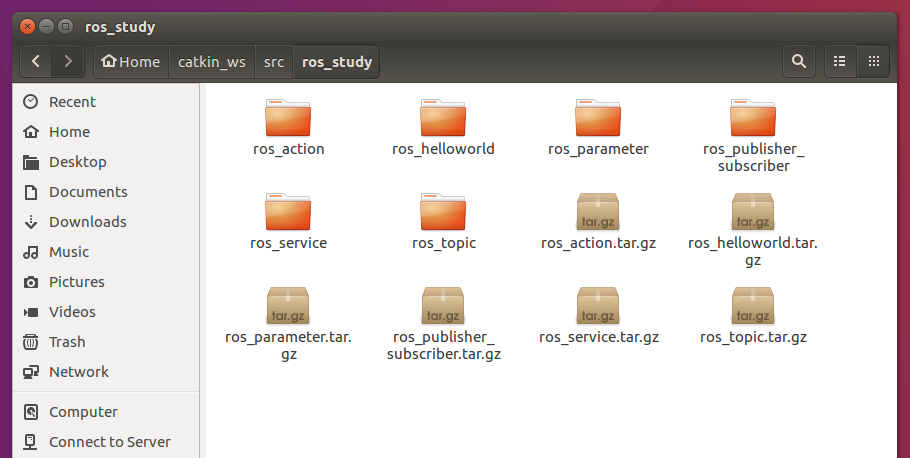 ros_study
Home
catkin_ws
src
ros_study
Recent
Home
Desktop
Documents
Downloads
Music
Pictures
Videos
Trash
Network
Computer
Connect to Server
ros_action
ros_helloworld
ros_parameter
ros_publisher_
subscriber
ros_service
ros_topic
tar.gz
ros_action.tar.gz
tar.gz
ros_helloworld.tar.
gz
tar.gz
ros_parameter.tar.
gz
tar.gz
ros_publisher_
subscriber.tar.gz
tar.gz
ros_service.tar.gz
tar.gz
ros_topic.tar.gz